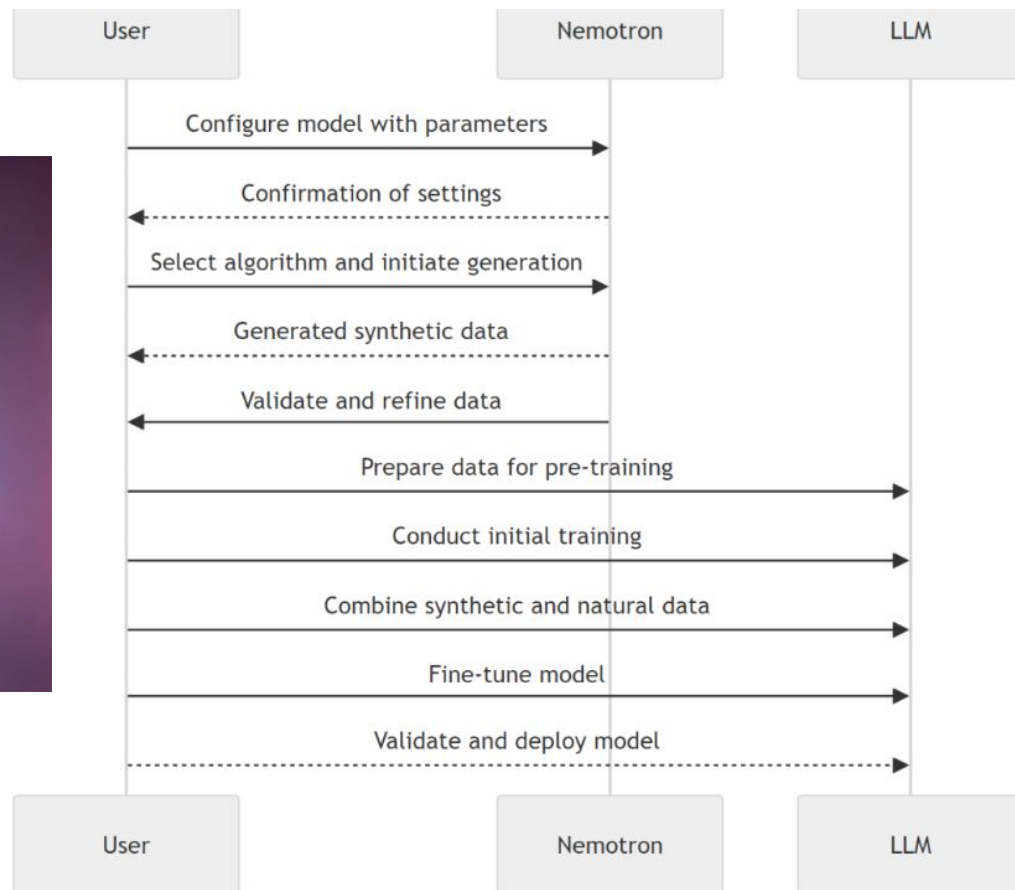 User Nemotron LLM
Configure model with parameters
Confirmation of settings
Select algorithm and initiate generation
Generated synthetic data
Validate and refine data
Prepare data for pre-training
Conduct initial training
Combine synthetic and natural data
Fine-tune model
Validate and deploy model
User Nemotron LLM